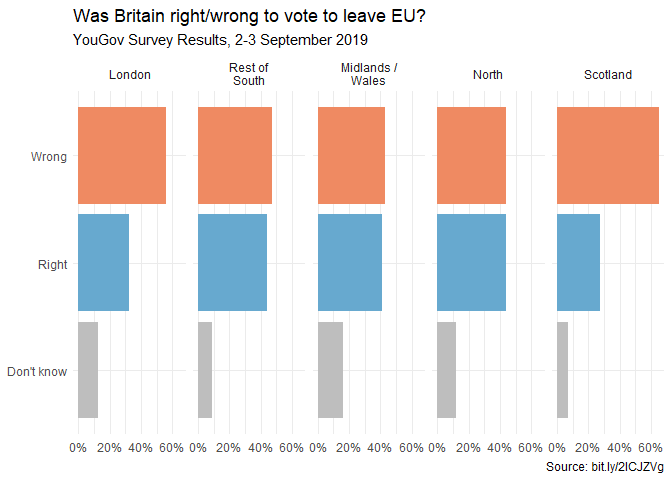 Was Britain right/wrong to vote to leave EU?
YouGov Survey Results, 2-3 September 2019
London
Rest of
South
Midlands /
Wales
North
Scotland
Wrong
Right
Don't know
0% 20% 40% 60% 0% 20% 40% 60% 0% 20% 40% 60% 0% 20% 40% 60% 0% 20% 40% 60%
Source: bit.ly/2lCJZVg